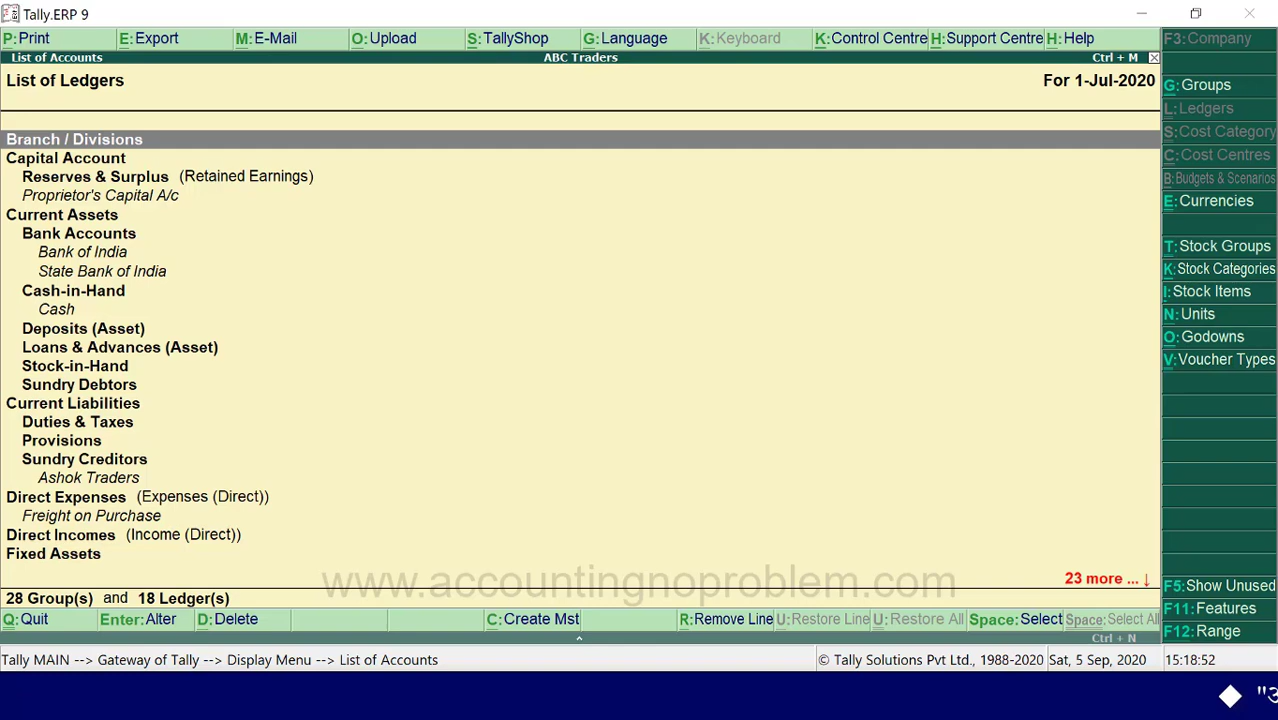 Tally.ERP 9
P: Print E: Export M: E-Mail O: Upload S: TallyShop G: Language K: Keyboard K: Control Centre H: Support Centre H: Help F3: Company
List of Accounts ABC Traders Ctrl + M
List of Ledgers For 1-Jul-2020
G: Groups
L: Ledgers
S: Cost Category
Branch / Divisions
Capital Account C: Cost Centres
Reserves & Surplus (Retained Earnings) B: Budgets & Scenarios
Proprietor's Capital A/c E: Currencies
Current Assets
Bank Accounts
Bank of India T: Stock Groups
State Bank of India K: Stock Categories
Cash-in-Hand I: Stock Items
Cash N: Units
Deposits (Asset) O: Godowns
Loans & Advances (Asset)
Stock-in-Hand V: Voucher Types
Sundry Debtors
Current Liabilities
Duties & Taxes
Provisions
Sundry Creditors
Ashok Traders
Direct Expenses (Expenses (Direct))
Freight on Purchase
Direct Incomes (Income (Direct))
Fixed Assets
www.accountingnoproblem.com
23 more ... ↓
F5: Show Unused
28 Group(s) and 18 Ledger(s) F11: Features
Q: Quit Enter: Alter D: Delete C: Create Mst R: Remove Line U: Restore Line U: Restore All Space: Select Space: Select All F12: Range
Ctrl + N
Tally MAIN --> Gateway of Tally --> Display Menu --> List of Accounts © Tally Solutions Pvt Ltd., 1988-2020 Sat, 5 Sep, 2020 15:18:52